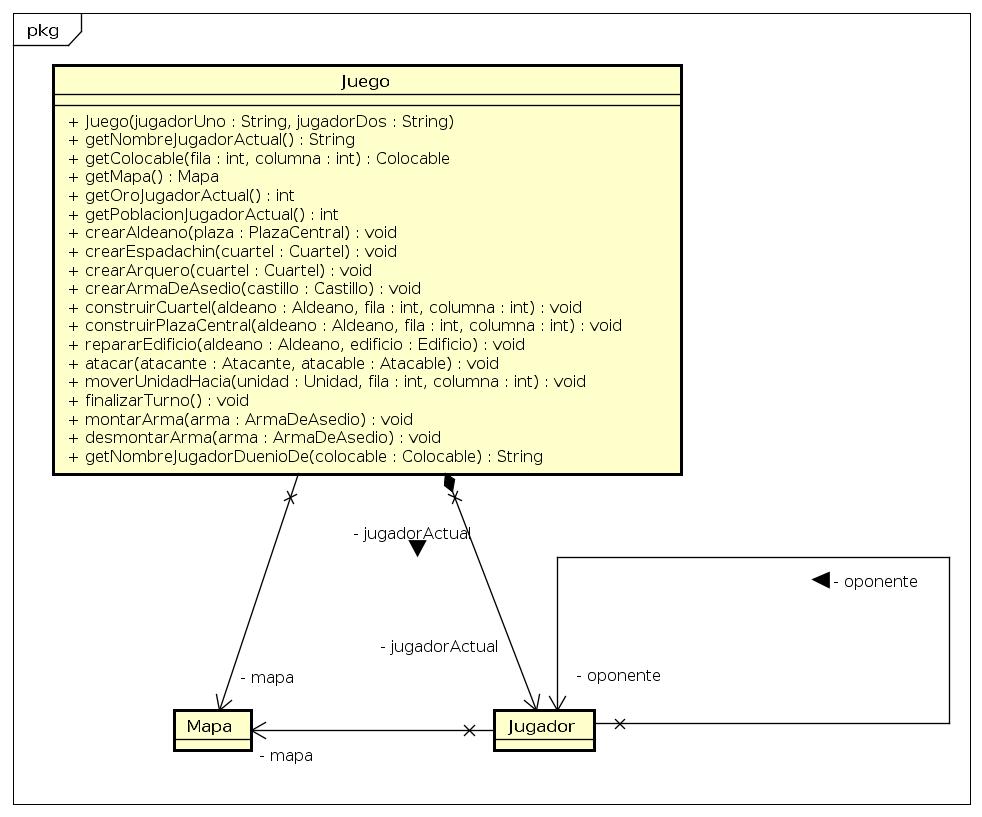 pkg
Juego
+ Juego(jugadorUno : String, jugadorDos : String)
+ getNombreJugadorActual() : String
+ getColocable(fila : int, columna : int) : Colocable
+ getMapa() : Mapa
+ getOroJugadorActual() : int
+ getPoblacionJugadorActual() : int
+ crearAldeano(plaza : PlazaCentral) : void
+ crearEspadachin(cuartel : Cuartel) : void
+ crearArquero(cuartel : Cuartel) : void
+ crearArmaDeAsedio(castillo : Castillo) : void
+ construirCuartel(aldeano : Aldeano, fila : int, columna : int) : void
+ construirPlazaCentral(aldeano : Aldeano, fila : int, columna : int) : void
+ repararEdificio(aldeano : Aldeano, edificio : Edificio) : void
+ atacar(atacante : Atacante, atacable : Atacable) : void
+ moverUnidadHacia(unidad : Unidad, fila : int, columna : int) : void
+ finalizarTurno() : void
+ montarArma(arma : ArmaDeAsedio) : void
+ desmontarArma(arma : ArmaDeAsedio) : void
+ getNombreJugadorDuenioDe(colocable : Colocable) : String
- jugadorActual
- oponente
- jugadorActual
- mapa
- oponente
Mapa
Jugador
- mapa